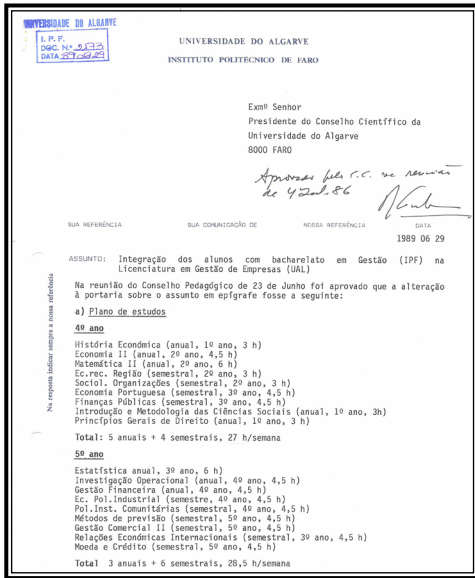 UNIVERSIDADE DO ALGARVE
I. P. F.
DOC. N.º 2173
DATA 89.06.29
UNIVERSIDADE DO ALGARVE
INSTITUTO POLITÉCNICO DE FARO
Exmº Senhor
Presidente do Conselho Científico da
Universidade do Algarve
8000 FARO
Aprovado pelo C.C. na reunião
de 4 Jul. 86
SUA REFERÊNCIA SUA COMUNICAÇÃO DE NOSSA REFERÊNCIA DATA
1989 06 29
ASSUNTO: Integração dos alunos com bacharelato em Gestão (IPF) na
Licenciatura em Gestão de Empresas (UAL)
Na reunião do Conselho Pedagógico de 23 de Junho foi aprovado que a alteração
à portaria sobre o assunto em epígrafe fosse a seguinte:
a) Plano de estudos
4º ano
História Económica (anual, 1º ano, 3 h)
Economia II (anual, 2º ano, 4,5 h)
Matemática II (anual, 2º ano, 6 h)
Ec.rec. Região (semestral, 2º ano, 3 h)
Sociol. Organizações (semestral, 2º ano, 3 h)
Economia Portuguesa (semestral, 3º ano, 4,5 h)
Finanças Públicas (semestral, 3º ano, 4,5 h)
Introdução e Metodologia das Ciências Sociais (anual, 1º ano, 3h)
Princípios Gerais de Direito (anual, 1º ano, 3 h)
Total: 5 anuais + 4 semestrais, 27 h/semana
5º ano
Estatística anual, 3º ano, 6 h)
Investigação Operacional (anual, 4º ano, 4,5 h)
Gestão Financeira (anual, 4º ano, 4,5 h)
Ec. Pol.Industrial (semestre, 4º ano, 4,5 h)
Pol.Inst. Comunitárias (semestral, 4º ano, 4,5 h)
Métodos de previsão (semestral, 5º ano, 4,5 h)
Gestão Comercial II (semestral, 5º ano, 4,5 h)
Relações Económicas Internacionais (semestral, 3º ano, 4,5 h)
Moeda e Crédito (semestral, 5º ano, 4,5 h)
Total 3 anuais + 6 semestrais, 28,5 h/semana
Na resposta indicar sempre a nossa referência